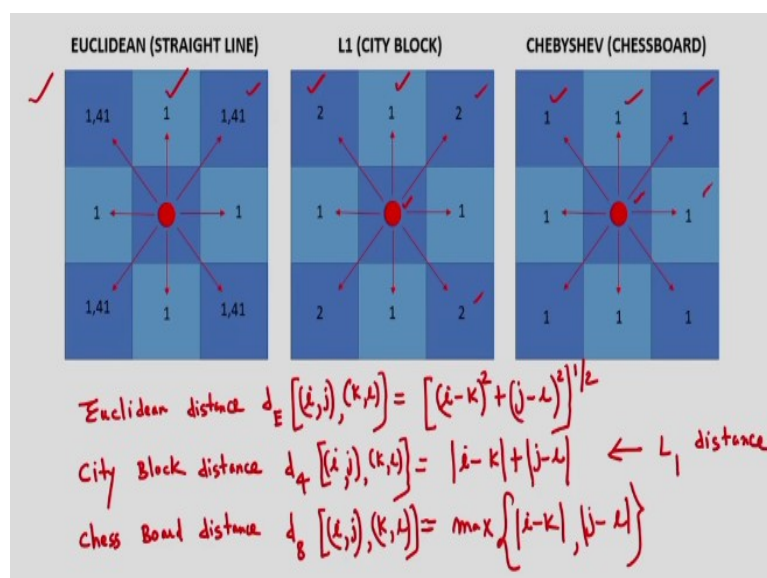 EUCLIDEAN (STRAIGHT LINE) L1 (CITY BLOCK) CHEBYSHEV (CHESSBOARD)
1,41 1 1,41 2 1 2 1 1 1
1 1 1 1 1 1
1,41 1 1,41 2 1 2 1 1 1
Euclidean distance d_E [(i,j),(k,l)] = [(i-k)^2+(j-l)^2]^1/2
City Block distance d_4 [(i,j),(k,l)] = |i-k|+|j-l| ← L_1 distance
Chess Board distance d_8 [(i,j),(k,l)] = max{|i-k|,|j-l|}